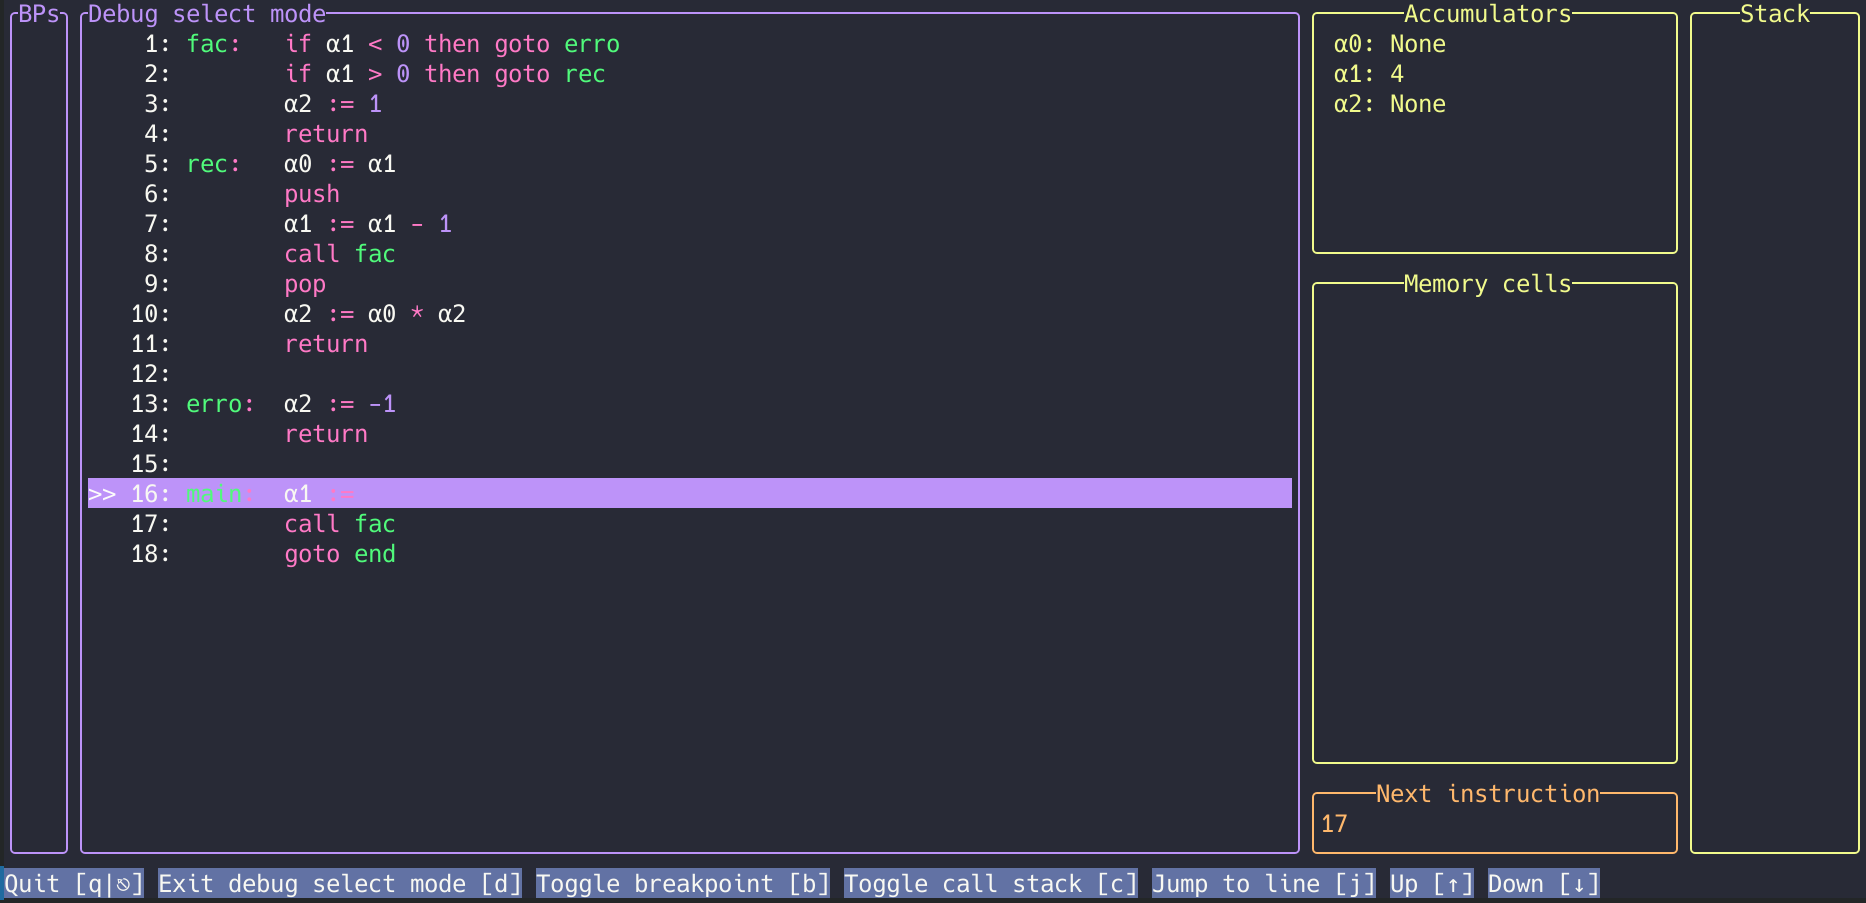 BPs
Debug select mode
1: fac:   if α1 < 0 then goto erro
2:        if α1 > 0 then goto rec
3:        α2 := 1
4:        return
5: rec:   α0 := α1
6:        push
7:        α1 := α1 - 1
8:        call fac
9:        pop
10:        α2 := α0 * α2
11:        return
12:
13: erro:  α2 := -1
14:        return
15:
>> 16: main:  α1 :=
17:        call fac
18:        goto end
Accumulators
α0: None
α1: 4
α2: None
Memory cells
Next instruction
17
Stack
Quit [q|⎋] Exit debug select mode [d] Toggle breakpoint [b] Toggle call stack [c] Jump to line [j] Up [↑] Down [↓]